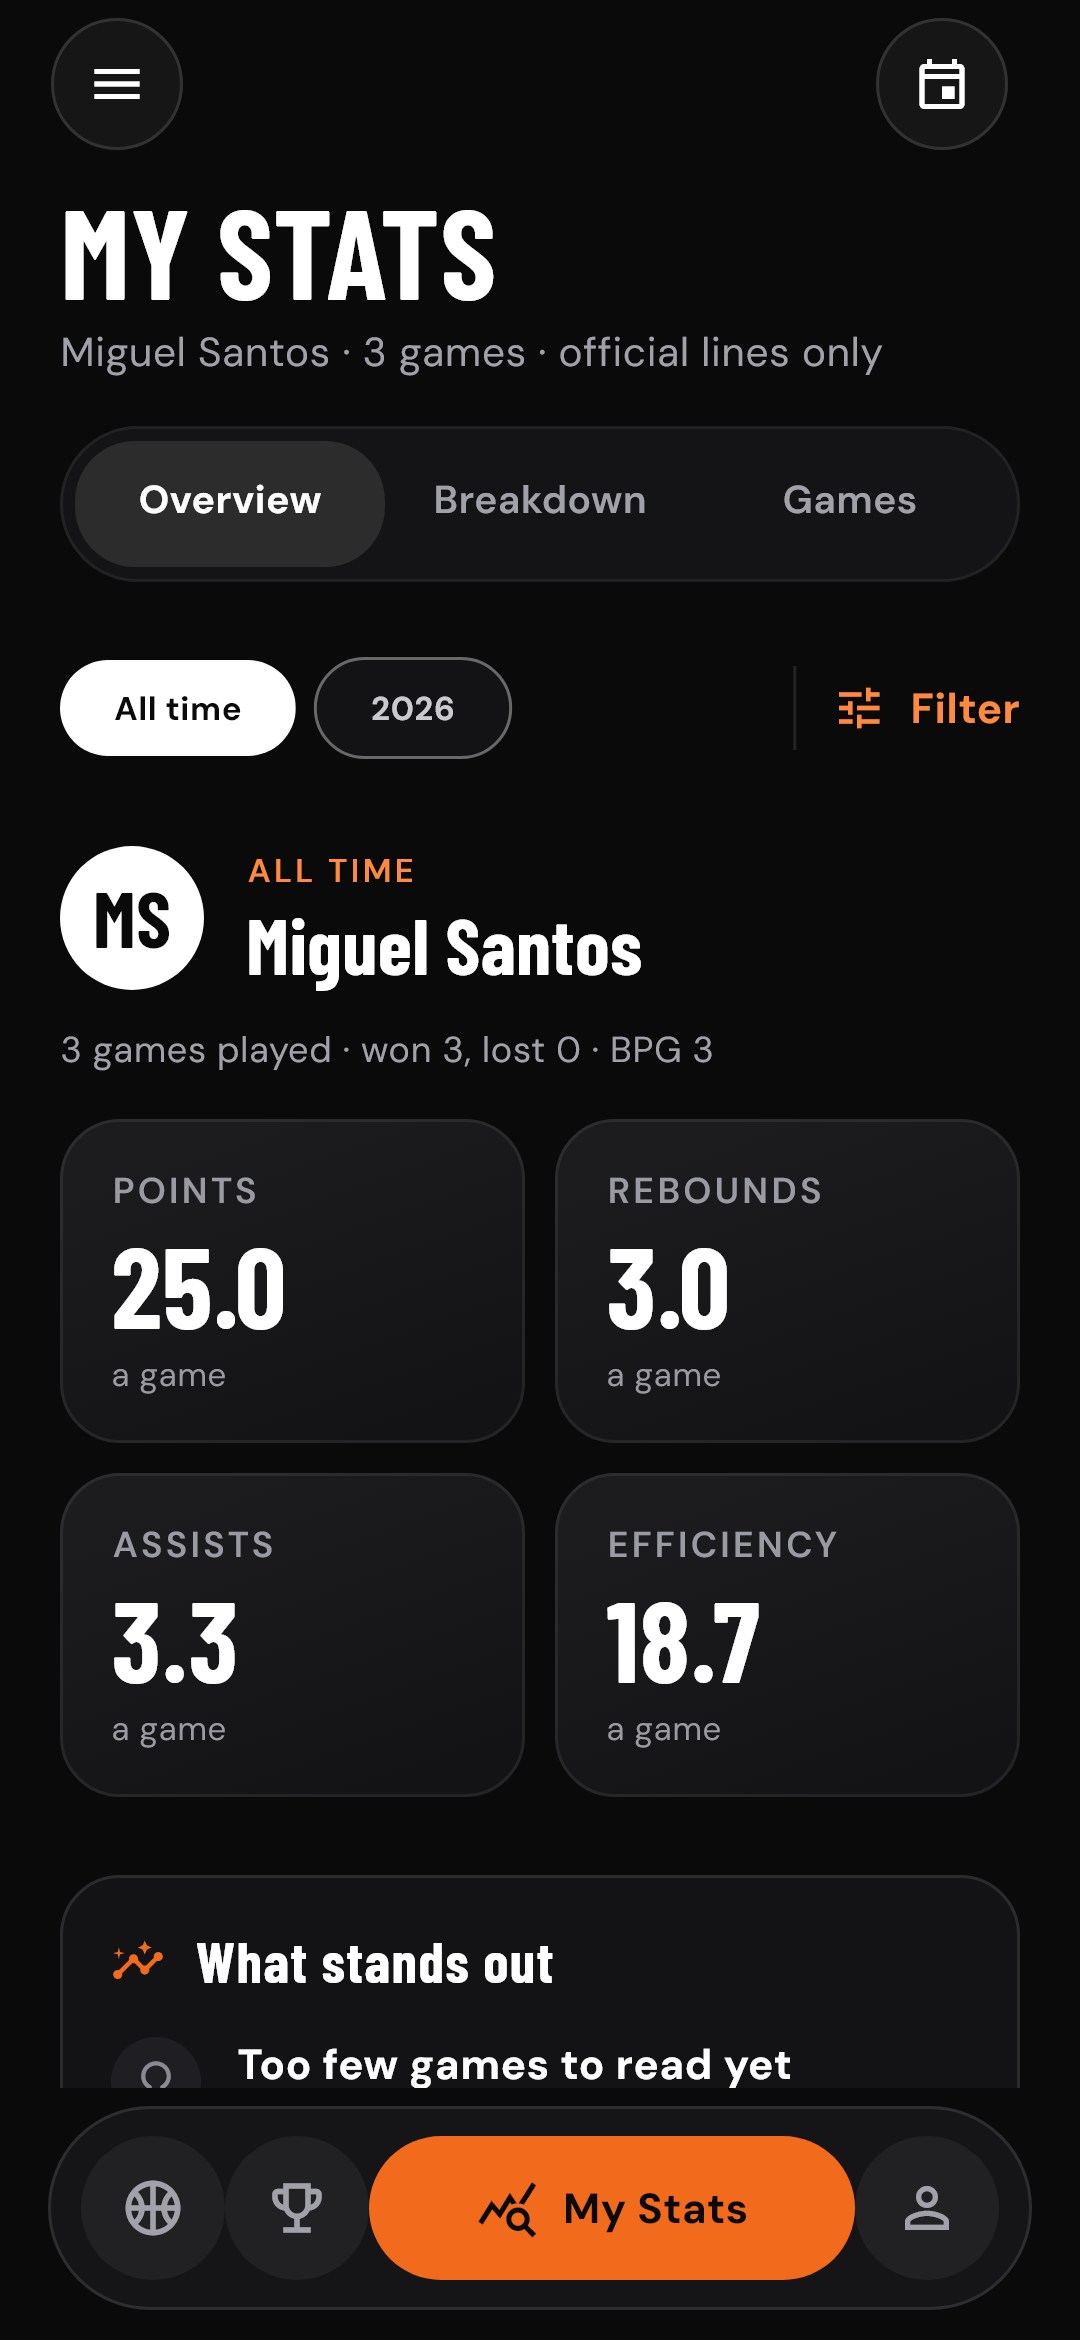 MY STATS
Miguel Santos · 3 games · official lines only
Overview
Breakdown
Games
All time
2026
Filter
MS
ALL TIME
Miguel Santos
3 games played · won 3, lost 0 · BPG 3
POINTS
25.0
a game
REBOUNDS
3.0
a game
ASSISTS
3.3
a game
EFFICIENCY
18.7
a game
What stands out
Too few games to read yet
My Stats